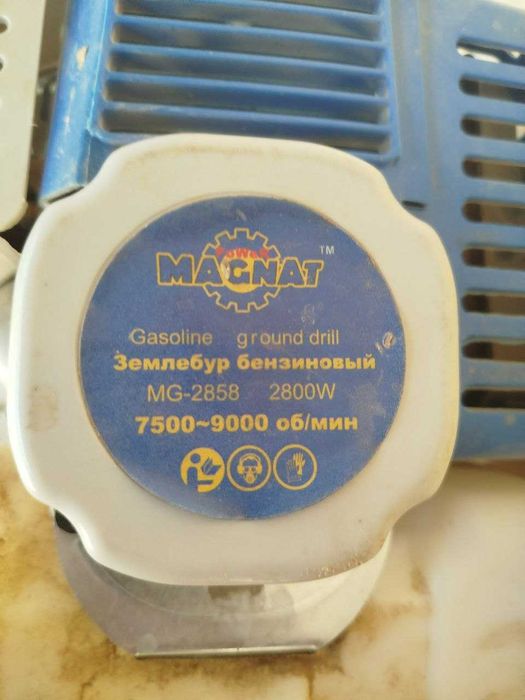 POWER
MAGNAT ™
Gasoline ground drill
Землебур бензиновый
MG-2858 2800W
7500~9000 об/мин